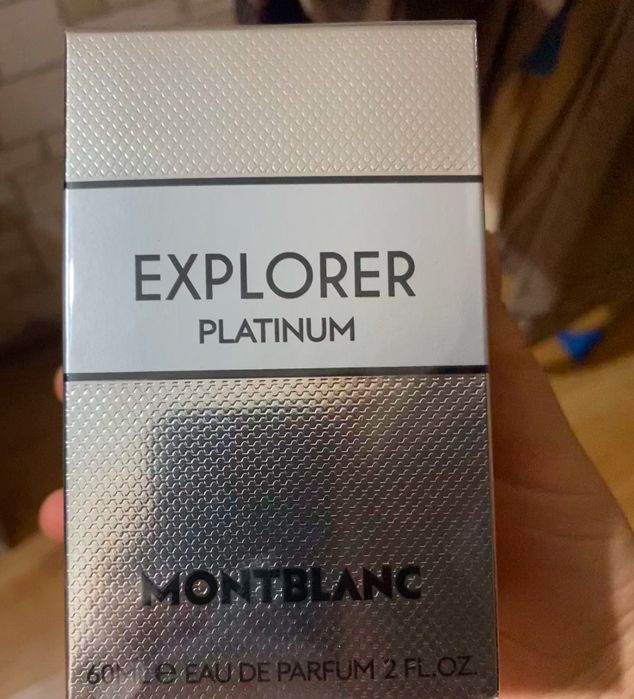 EXPLORER
PLATINUM
MONTBLANC
60ML e EAU DE PARFUM 2 FL.OZ.